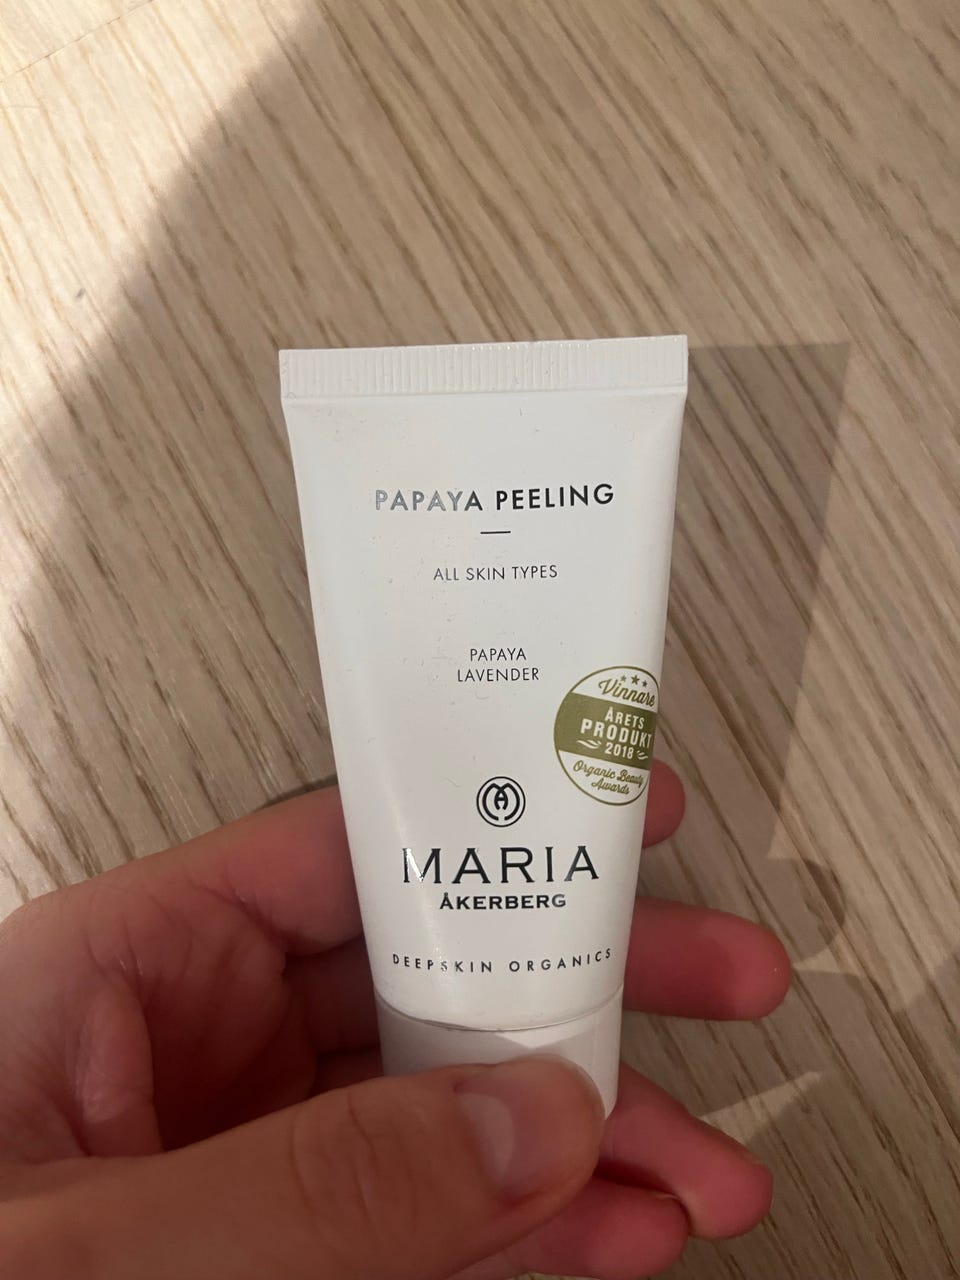 PAPAYA PEELING
ALL SKIN TYPES
PAPAYA
LAVENDER
Vinnare
ÅRETS
PRODUKT
2018
Organic Beauty
Awards
MARIA
ÅKERBERG
DEEPSKIN ORGANICS